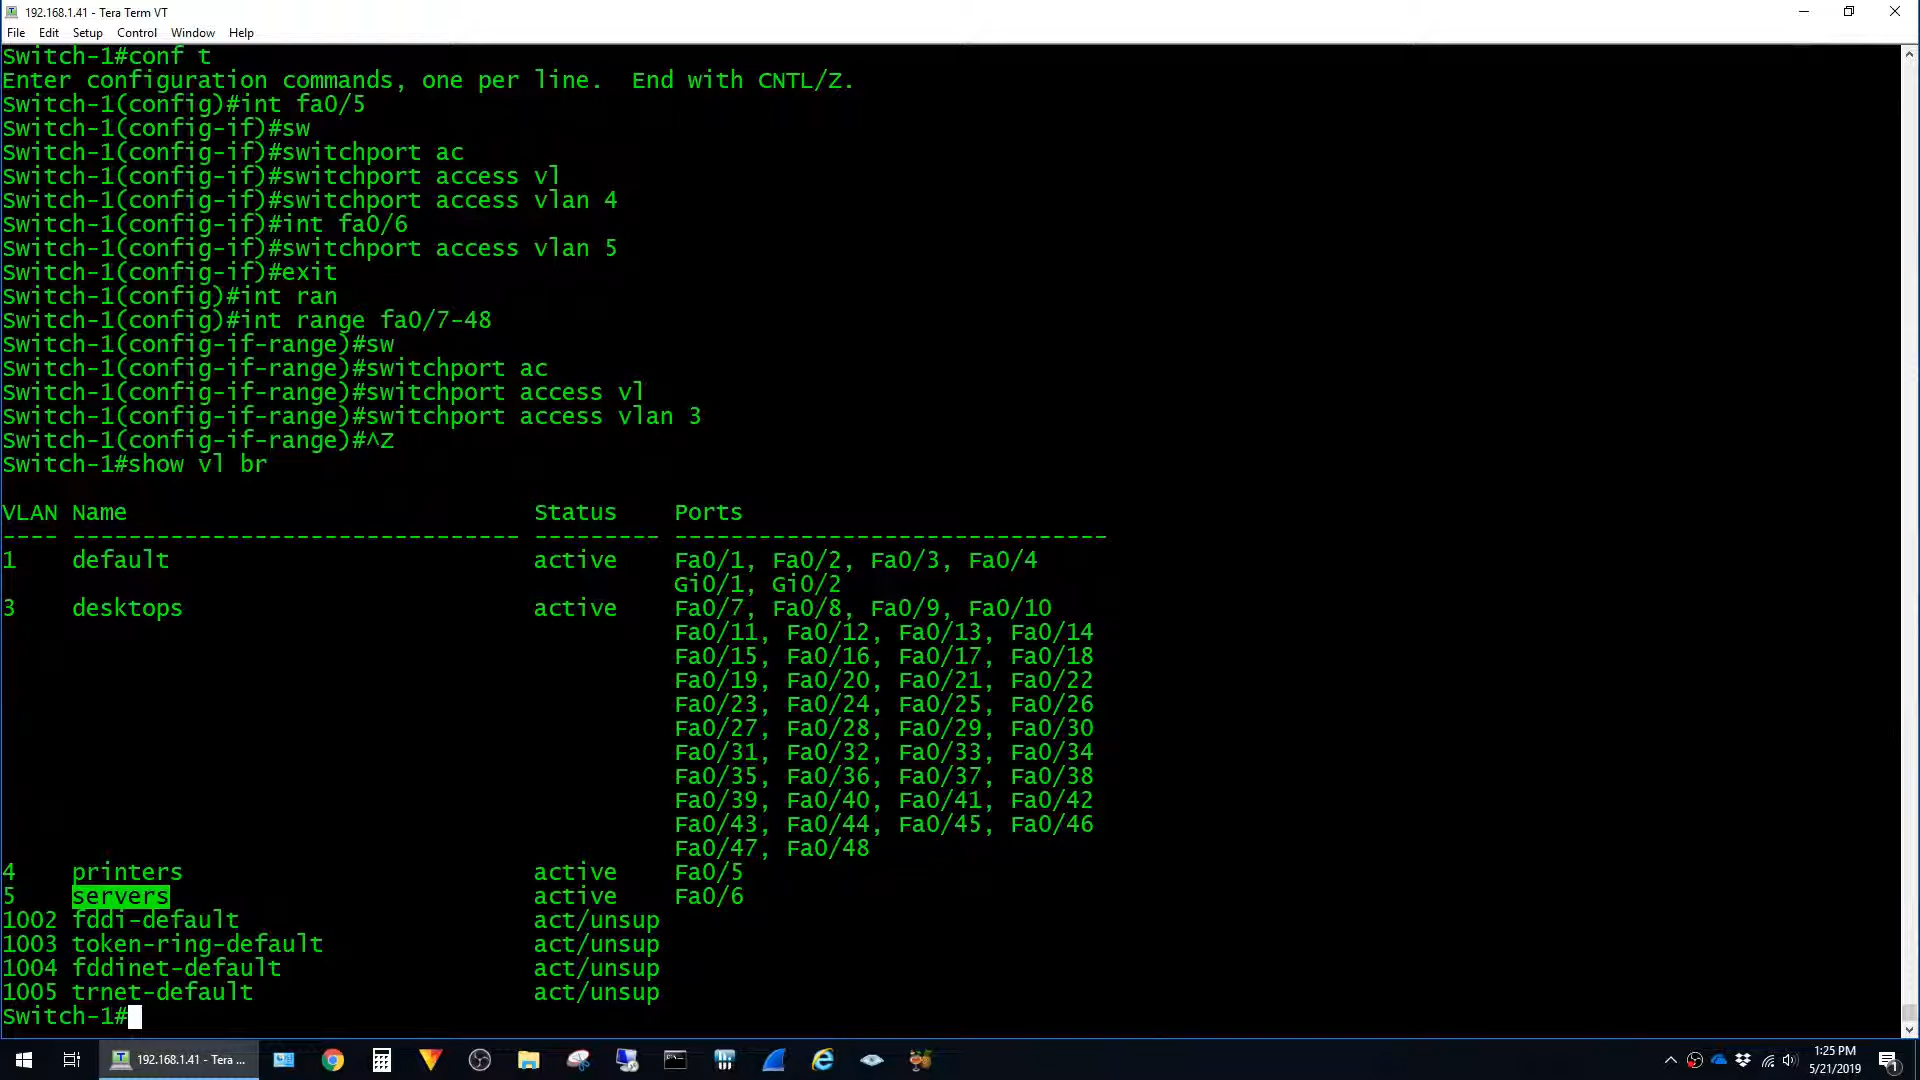 192.168.1.41 - Tera Term VT
File Edit Setup Control Window Help
Switch-1#conf t
Enter configuration commands, one per line.  End with CNTL/Z.
Switch-1(config)#int fa0/5
Switch-1(config-if)#sw
Switch-1(config-if)#switchport ac
Switch-1(config-if)#switchport access vl
Switch-1(config-if)#switchport access vlan 4
Switch-1(config-if)#int fa0/6
Switch-1(config-if)#switchport access vlan 5
Switch-1(config-if)#exit
Switch-1(config)#int ran
Switch-1(config)#int range fa0/7-48
Switch-1(config-if-range)#sw
Switch-1(config-if-range)#switchport ac
Switch-1(config-if-range)#switchport access vl
Switch-1(config-if-range)#switchport access vlan 3
Switch-1(config-if-range)#^Z
Switch-1#show vl br
VLAN Name                             Status    Ports
---- -------------------------------- --------- -------------------------------
1    default                          active    Fa0/1, Fa0/2, Fa0/3, Fa0/4
                                                Gi0/1, Gi0/2
3    desktops                         active    Fa0/7, Fa0/8, Fa0/9, Fa0/10
                                                Fa0/11, Fa0/12, Fa0/13, Fa0/14
                                                Fa0/15, Fa0/16, Fa0/17, Fa0/18
                                                Fa0/19, Fa0/20, Fa0/21, Fa0/22
                                                Fa0/23, Fa0/24, Fa0/25, Fa0/26
                                                Fa0/27, Fa0/28, Fa0/29, Fa0/30
                                                Fa0/31, Fa0/32, Fa0/33, Fa0/34
                                                Fa0/35, Fa0/36, Fa0/37, Fa0/38
                                                Fa0/39, Fa0/40, Fa0/41, Fa0/42
                                                Fa0/43, Fa0/44, Fa0/45, Fa0/46
                                                Fa0/47, Fa0/48
4    printers                         active    Fa0/5
5    servers                          active    Fa0/6
1002 fddi-default                     act/unsup
1003 token-ring-default               act/unsup
1004 fddinet-default                  act/unsup
1005 trnet-default                    act/unsup
Switch-1#
192.168.1.41 - Tera ...
1:25 PM
5/21/2019
1